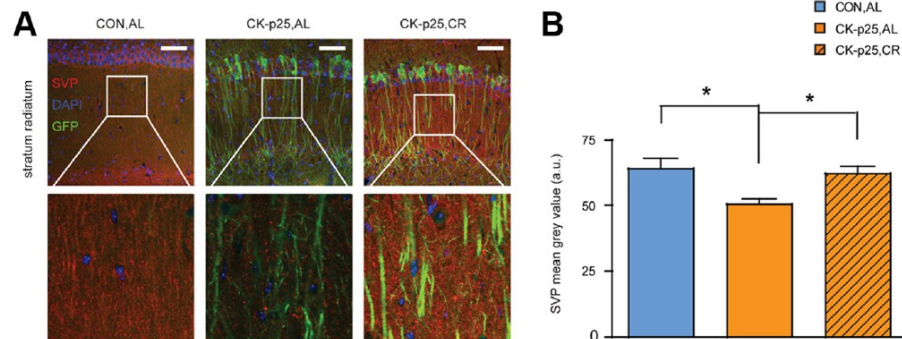 A
CON,AL
CK-p25,AL
CK-p25,CR
stratum radiatum
SVP
DAPI
GFP
B
CON,AL
CK-p25,AL
CK-p25,CR
*
*
SVP mean grey value (a.u.)
75
50
25
0